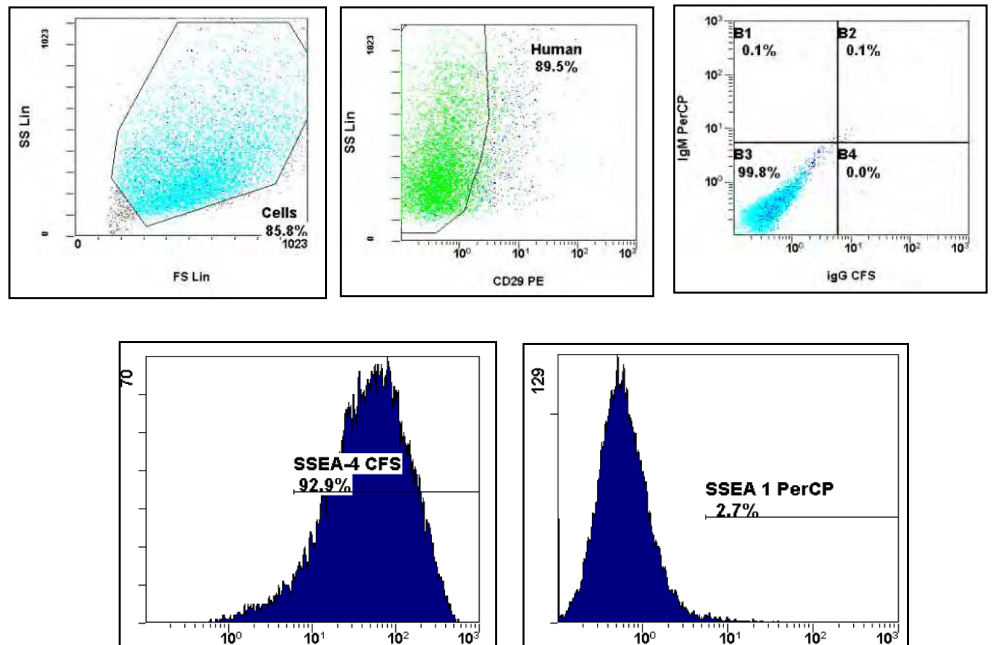 1023
SS Lin
0
Cells
85.8%
0
1023
FS Lin
1023
SS Lin
0
Human
89.5%
10⁰
10¹
10²
10³
CD29 PE
10³
10²
10¹
10⁰
IgM PerCP
B1
0.1%
B2
0.1%
B3
99.8%
B4
0.0%
10⁰
10¹
10²
10³
igG CFS
70
SSEA-4 CFS
92.9%
10⁰
10¹
10²
10³
129
SSEA 1 PerCP
2.7%
10⁰
10¹
10²
10³